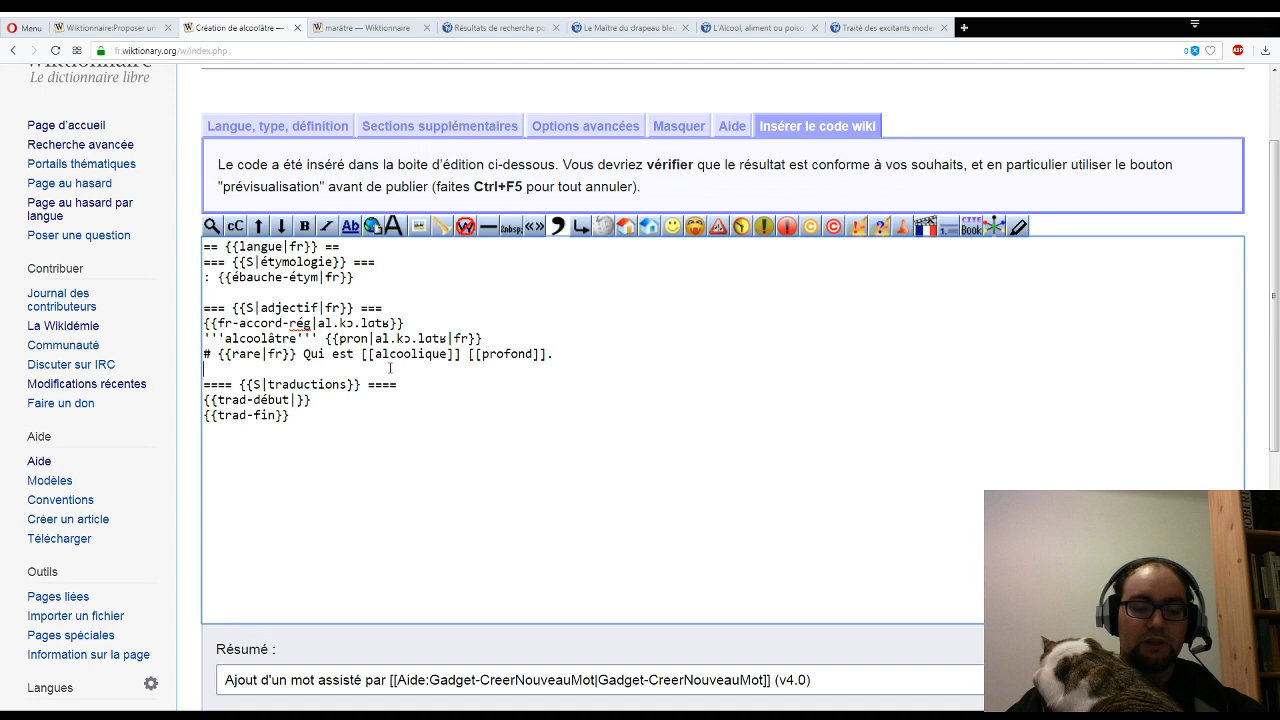 Menu
Wiktionnaire:Proposer un
Création de alcoolâtre —
marâtre — Wiktionnaire
Résultats de recherche po
Le Maître du drapeau bleu
L'Alcool, aliment ou poiso
Traité des excitants moder
fr.wiktionary.org/w/index.php
0
ABP
Wiktionnaire
Le dictionnaire libre
Page d'accueil
Recherche avancée
Portails thématiques
Page au hasard
Page au hasard par
langue
Poser une question
Contribuer
Journal des
contributeurs
La Wikidémie
Communauté
Discuter sur IRC
Modifications récentes
Faire un don
Aide
Aide
Modèles
Conventions
Créer un article
Télécharger
Outils
Pages liées
Importer un fichier
Pages spéciales
Information sur la page
Langues
Langue, type, définition
Sections supplémentaires
Options avancées
Masquer
Aide
Insérer le code wiki
Le code a été inséré dans la boite d'édition ci-dessous. Vous devriez vérifier que le résultat est conforme à vos souhaits, et en particulier utiliser le bouton
"prévisualisation" avant de publier (faites Ctrl+F5 pour tout annuler).
cC
B
I
Ab
A
W
&nbsp;
«»
CITE
Book
== {{langue|fr}} ==
=== {{S|étymologie}} ===
: {{ébauche-étym|fr}}
=== {{S|adjectif|fr}} ===
{{fr-accord-rég|al.kɔ.lɑtʁ}}
'''alcoolâtre''' {{pron|al.kɔ.lɑtʁ|fr}}
# {{rare|fr}} Qui est [[alcoolique]] [[profond]].
==== {{S|traductions}} ====
{{trad-début|}}
{{trad-fin}}
Résumé :
Ajout d'un mot assisté par [[Aide:Gadget-CreerNouveauMot|Gadget-CreerNouveauMot]] (v4.0)